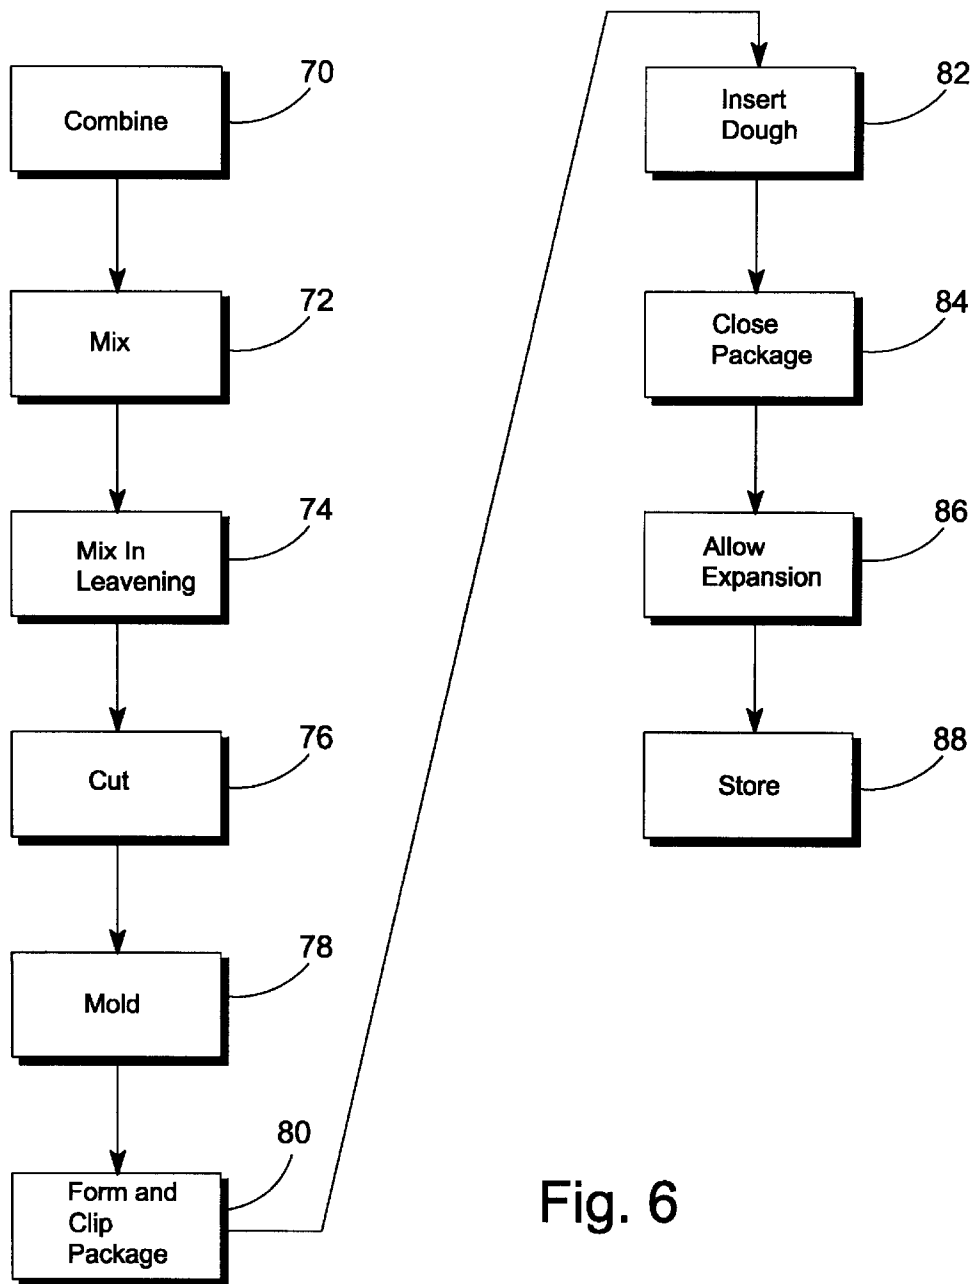 Combine
70
Mix
72
Mix In
Leavening
74
Cut
76
Mold
78
Form and
Clip
Package
80
Insert
Dough
82
Close
Package
84
Allow
Expansion
86
Store
88
Fig. 6